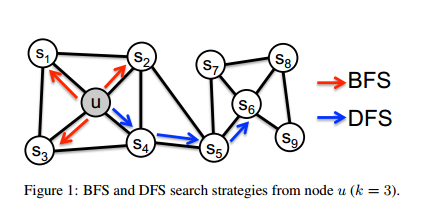 s1
s2
s7
s8
BFS
u
s6
DFS
s3
s4
s5
s9
Figure 1: BFS and DFS search strategies from node u (k = 3).